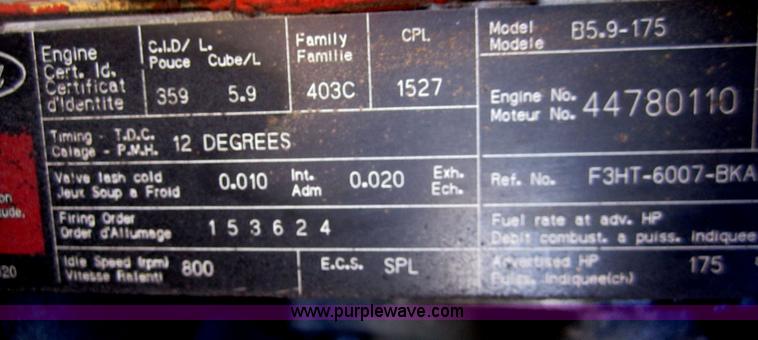 Engine
Cert. Id.
Certificat
d'Identite
C.I.D/ L.
Pouce Cube/L
359 5.9
Family
Famille
403C
CPL
1527
Model
Modele
B5.9-175
Engine No.
Moteur No.
44780110
Timing - T.D.C.
Calage - P.M.H.
12 DEGREES
Valve lash cold
Jeux Soup a Froid
0.010 Int.
Adm
0.020 Exh.
Ech.
Ref. No. F3HT-6007-BKA
Firing Order
Order d'Allumage
1 5 3 6 2 4
Fuel rate at adv. HP
Debit combust. a puiss. indiquee
Idle Speed (rpm)
Vitesse Ralenti
800
E.C.S. SPL
Advertised HP
Puiss. Indiquee(ch)
175
www.purplewave.com